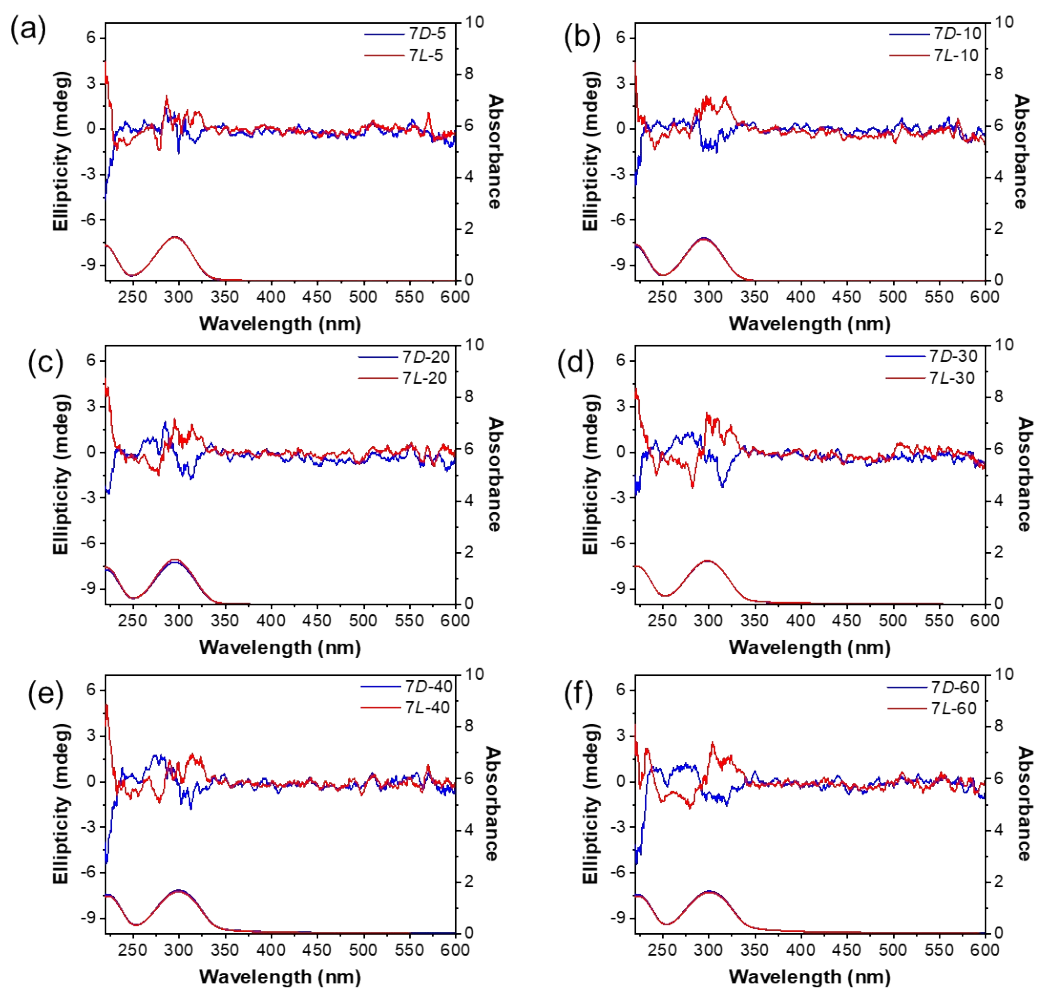 (a)
7D-5
7L-5
6
3
0
-3
-6
-9
10
8
6
4
2
0
250 300 350 400 450 500 550 600
Ellipticity (mdeg)
Absorbance
Wavelength (nm)
(b)
7D-10
7L-10
6
3
0
-3
-6
-9
10
8
6
4
2
0
250 300 350 400 450 500 550 600
Ellipticity (mdeg)
Absorbance
Wavelength (nm)
(c)
7D-20
7L-20
6
3
0
-3
-6
-9
10
8
6
4
2
0
250 300 350 400 450 500 550 600
Ellipticity (mdeg)
Absorbance
Wavelength (nm)
(d)
7D-30
7L-30
6
3
0
-3
-6
-9
10
8
6
4
2
0
250 300 350 400 450 500 550 600
Ellipticity (mdeg)
Absorbance
Wavelength (nm)
(e)
7D-40
7L-40
6
3
0
-3
-6
-9
10
8
6
4
2
0
250 300 350 400 450 500 550 600
Ellipticity (mdeg)
Absorbance
Wavelength (nm)
(f)
7D-60
7L-60
6
3
0
-3
-6
-9
10
8
6
4
2
0
250 300 350 400 450 500 550 600
Ellipticity (mdeg)
Absorbance
Wavelength (nm)